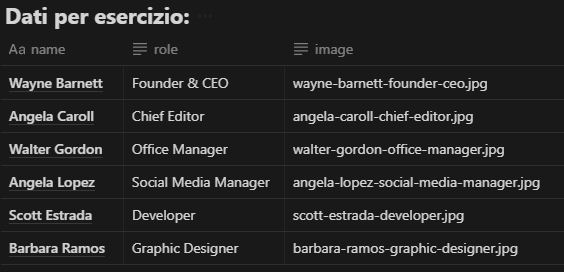 Dati per esercizio:
Aa name role image
Wayne Barnett Founder & CEO wayne-barnett-founder-ceo.jpg
Angela Caroll Chief Editor angela-caroll-chief-editor.jpg
Walter Gordon Office Manager walter-gordon-office-manager.jpg
Angela Lopez Social Media Manager angela-lopez-social-media-manager.jpg
Scott Estrada Developer scott-estrada-developer.jpg
Barbara Ramos Graphic Designer barbara-ramos-graphic-designer.jpg